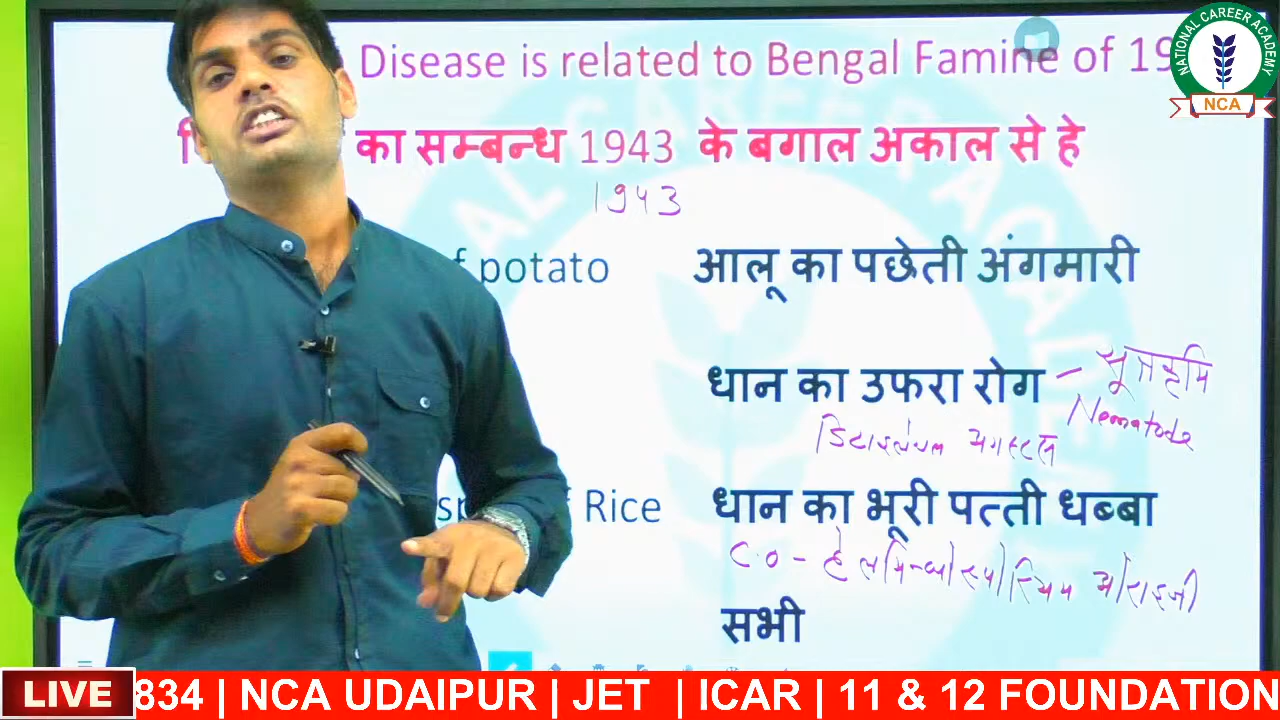 Disease is related to Bengal Famine of 19
NATIONAL CAREER ACADEMY
NCA
का सम्बन्ध 1943 के बगाल अकाल से हे
1943
f potato आलू का पछेती अंगमारी
धान का उफरा रोग – सूत्रकृमि
Nematode
Rice धान का भूरी पत्ती धब्बा
C.O –
सभी
LIVE 834 | NCA UDAIPUR | JET | ICAR | 11 & 12 FOUNDATION